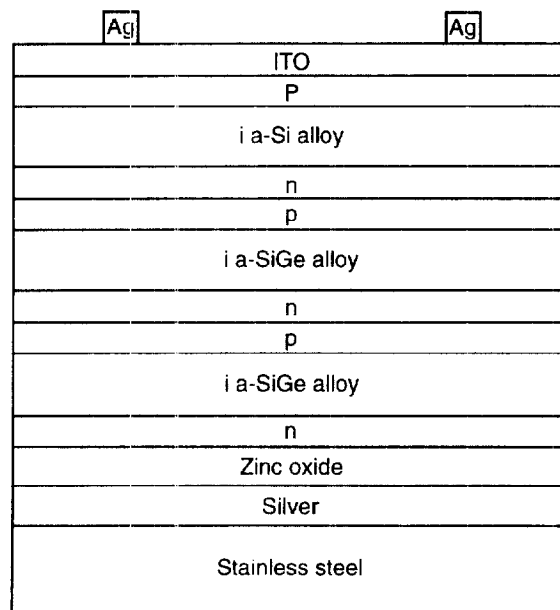 Ag Ag
ITO
P
i a-Si alloy
n
p
i a-SiGe alloy
n
p
i a-SiGe alloy
n
Zinc oxide
Silver
Stainless steel